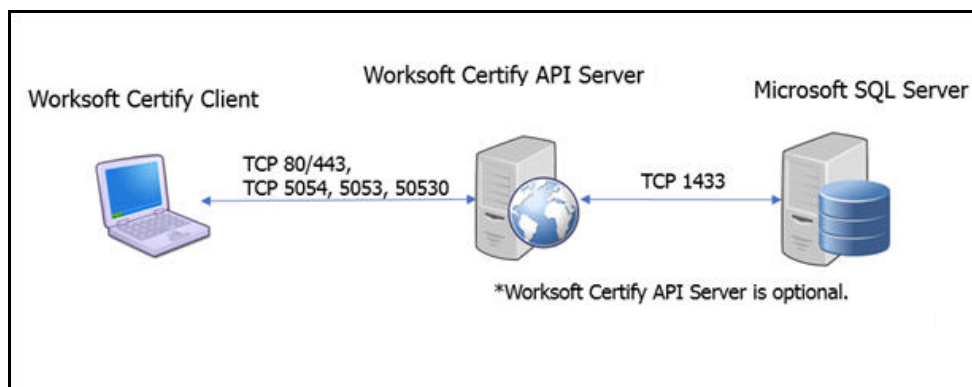 Worksoft Certify Client
Worksoft Certify API Server
Microsoft SQL Server
TCP 80/443,
TCP 5054, 5053, 50530
TCP 1433
*Worksoft Certify API Server is optional.